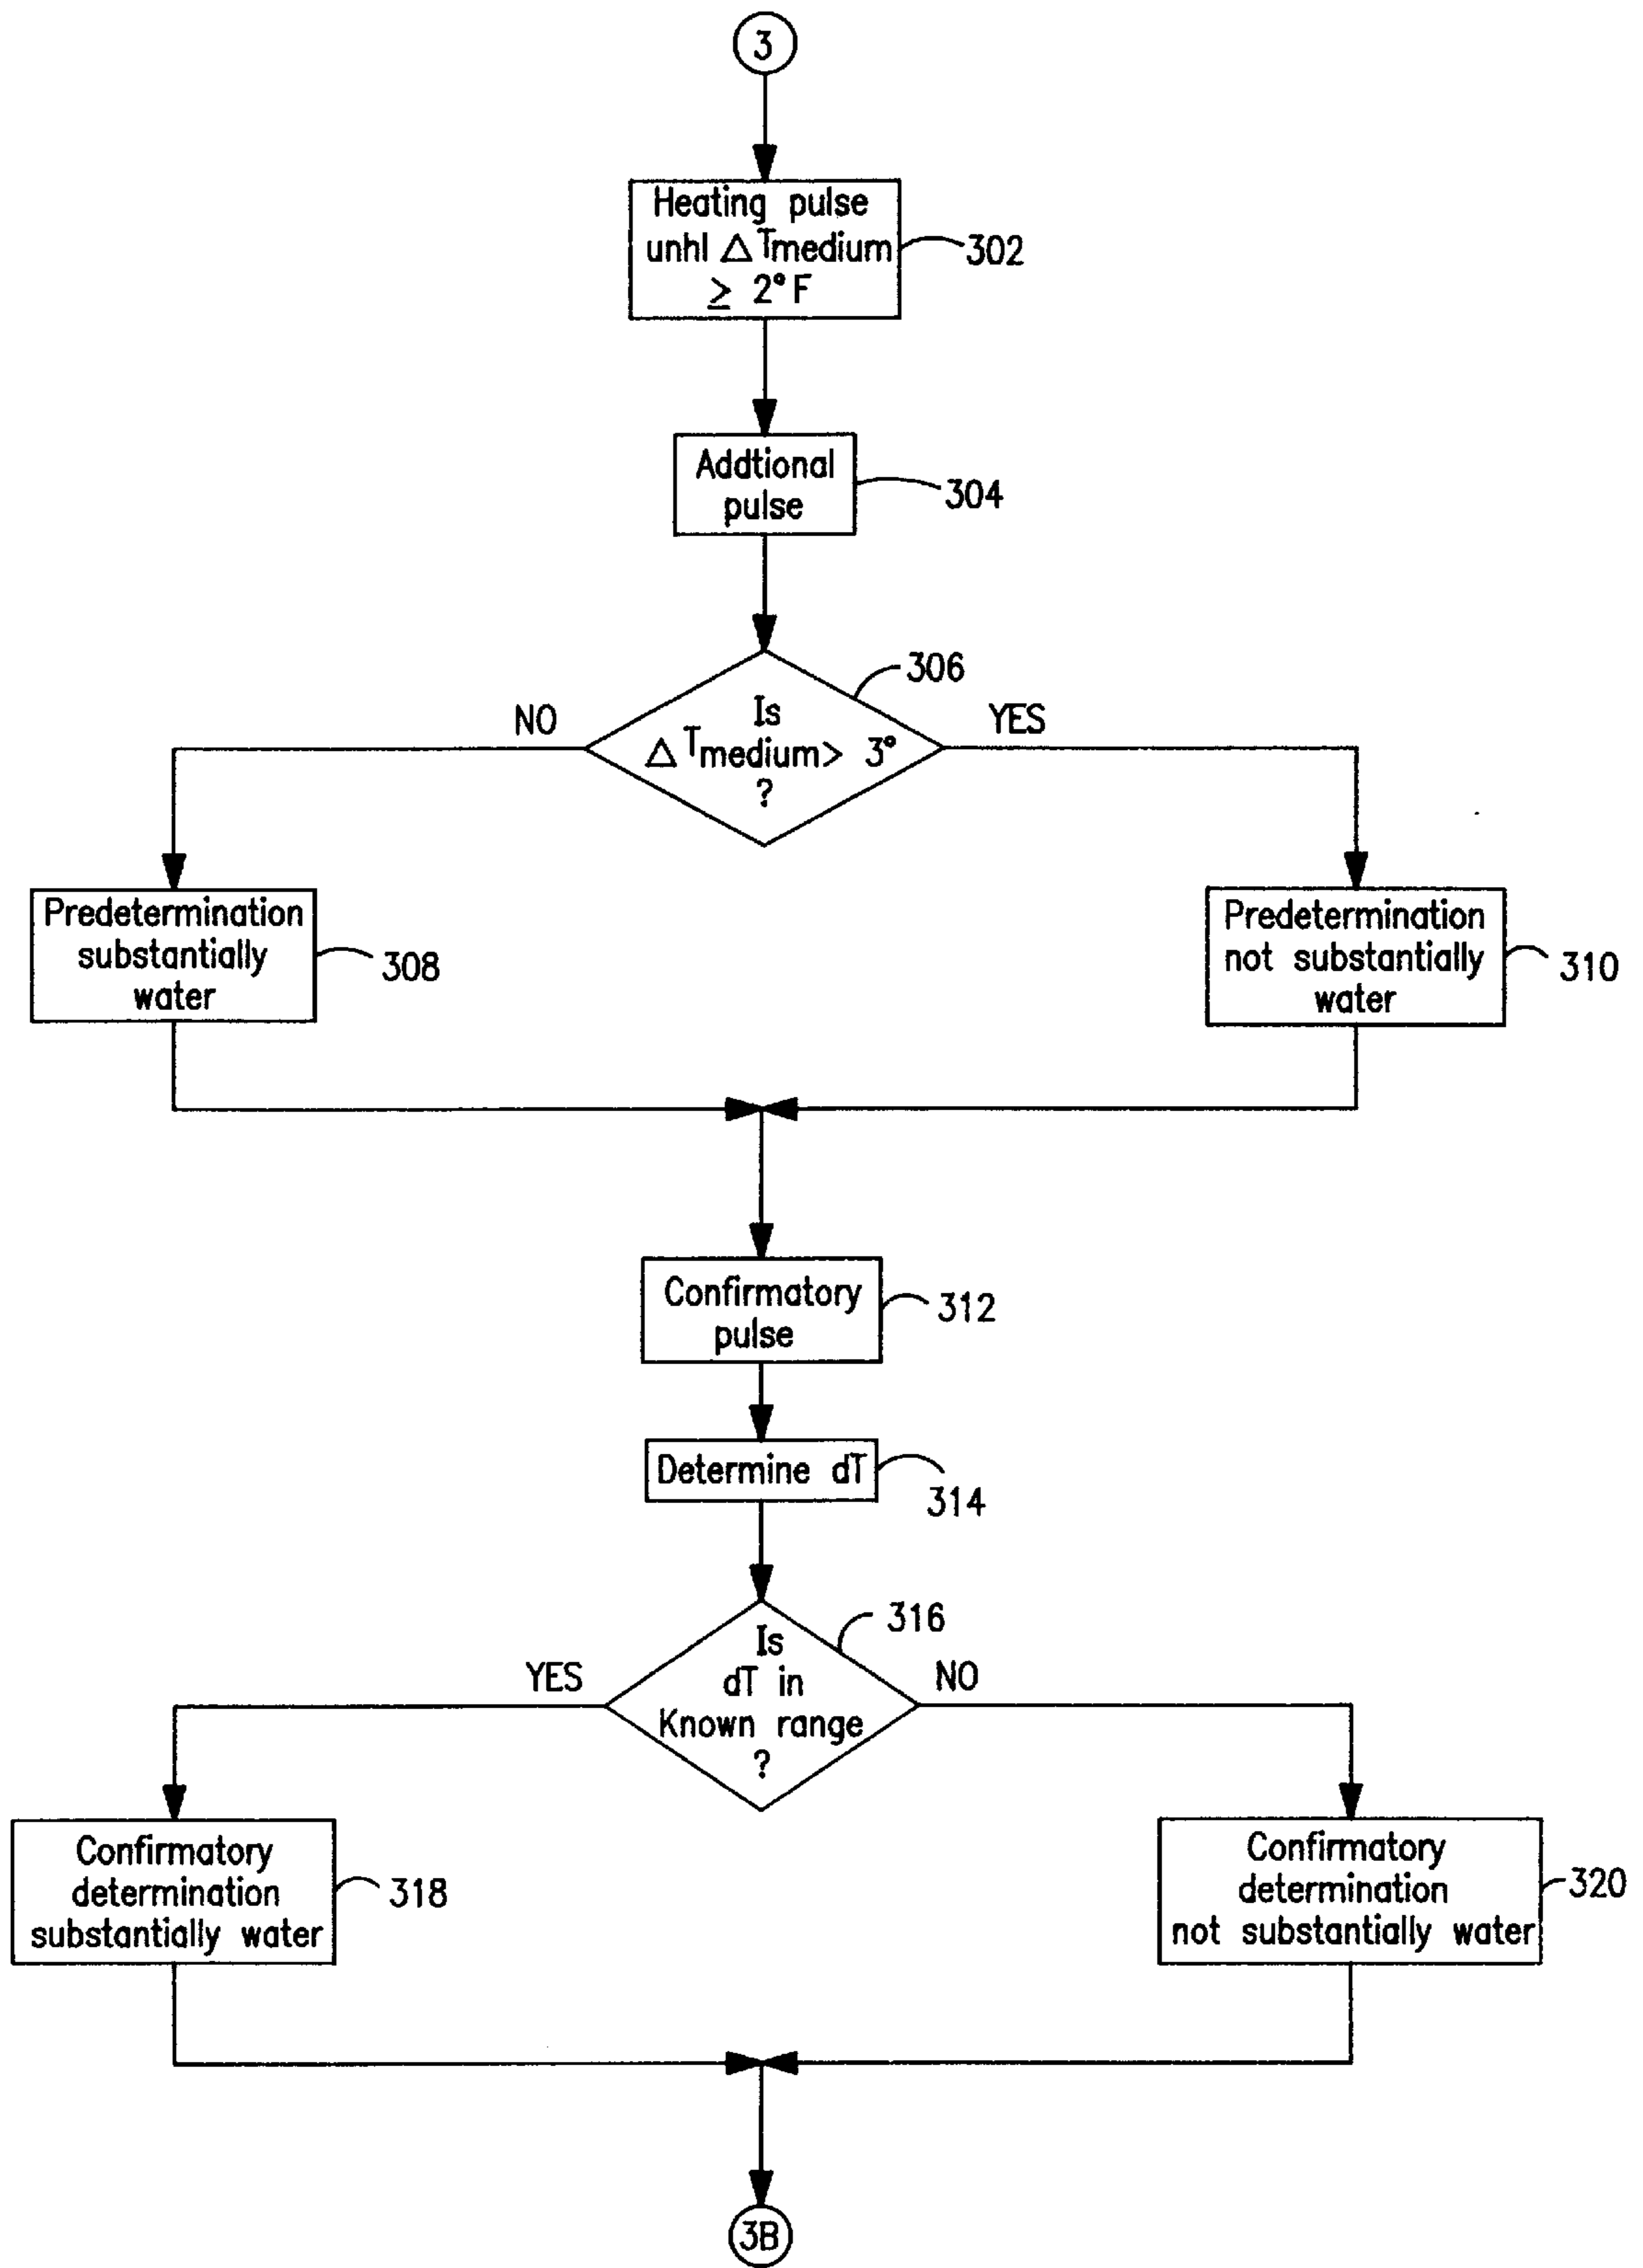 3
Heating pulse
unhl △ Tmedium
≥ 2°F
302
Addtional
pulse
304
306
NO
YES
Is
△ Tmedium> 3°
?
Predetermination
substantially
water
308
Predetermination
not substantially
water
310
Confirmatory
pulse
312
Determine dT
314
316
YES
NO
Is
dT in
Known range
?
Confirmatory
determination
substantially water
318
Confirmatory
determination
not substantially water
320
3B